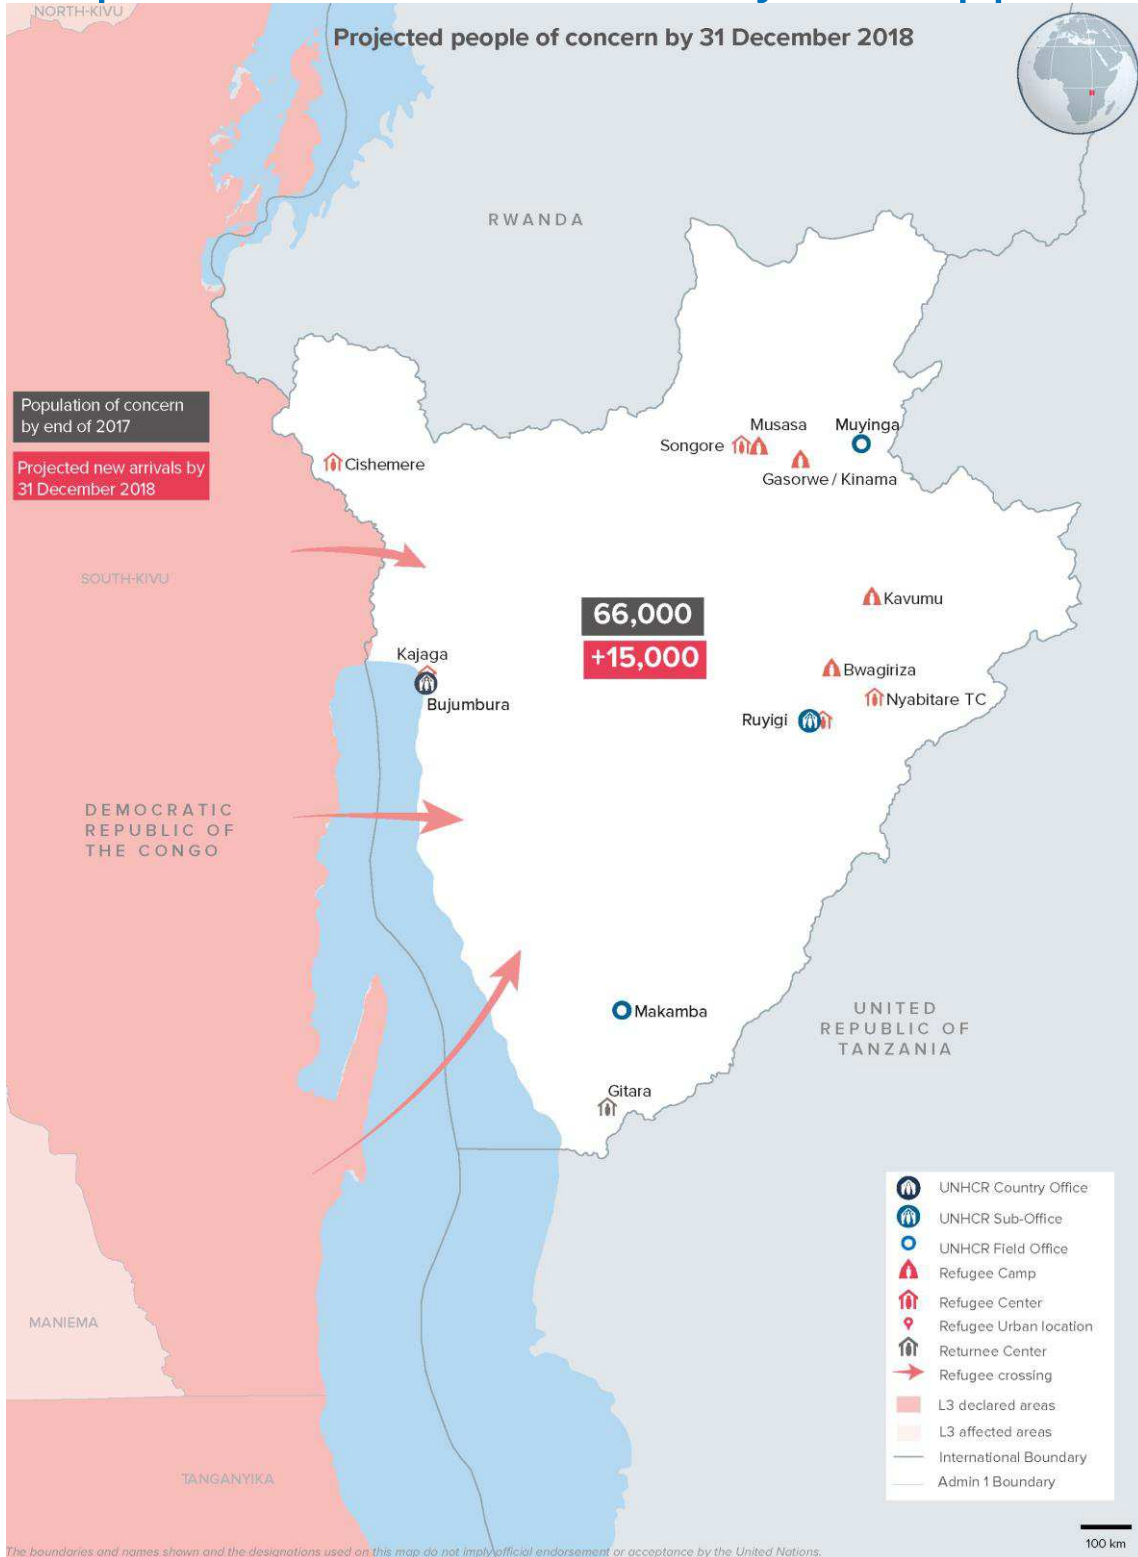 NORTH-KIVU
Projected people of concern by 31 December 2018
RWANDA
Population of concern
by end of 2017
Projected new arrivals by
31 December 2018
Musasa
Muyinga
Songore
Cishemere
Gasorwe / Kinama
SOUTH-KIVU
66,000
+15,000
Kavumu
Kajaga
Bwagiriza
Nyabitare TC
Bujumbura
Ruyigi
DEMOCRATIC
REPUBLIC OF
THE CONGO
Makamba
UNITED
REPUBLIC OF
TANZANIA
Gitara
UNHCR Country Office
UNHCR Sub-Office
UNHCR Field Office
Refugee Camp
Refugee Center
Refugee Urban location
Returnee Center
Refugee crossing
L3 declared areas
L3 affected areas
International Boundary
Admin 1 Boundary
MANIEMA
TANGANYIKA
100 km
The boundaries and names shown and the designations used on this map do not imply official endorsement or acceptance by the United Nations.